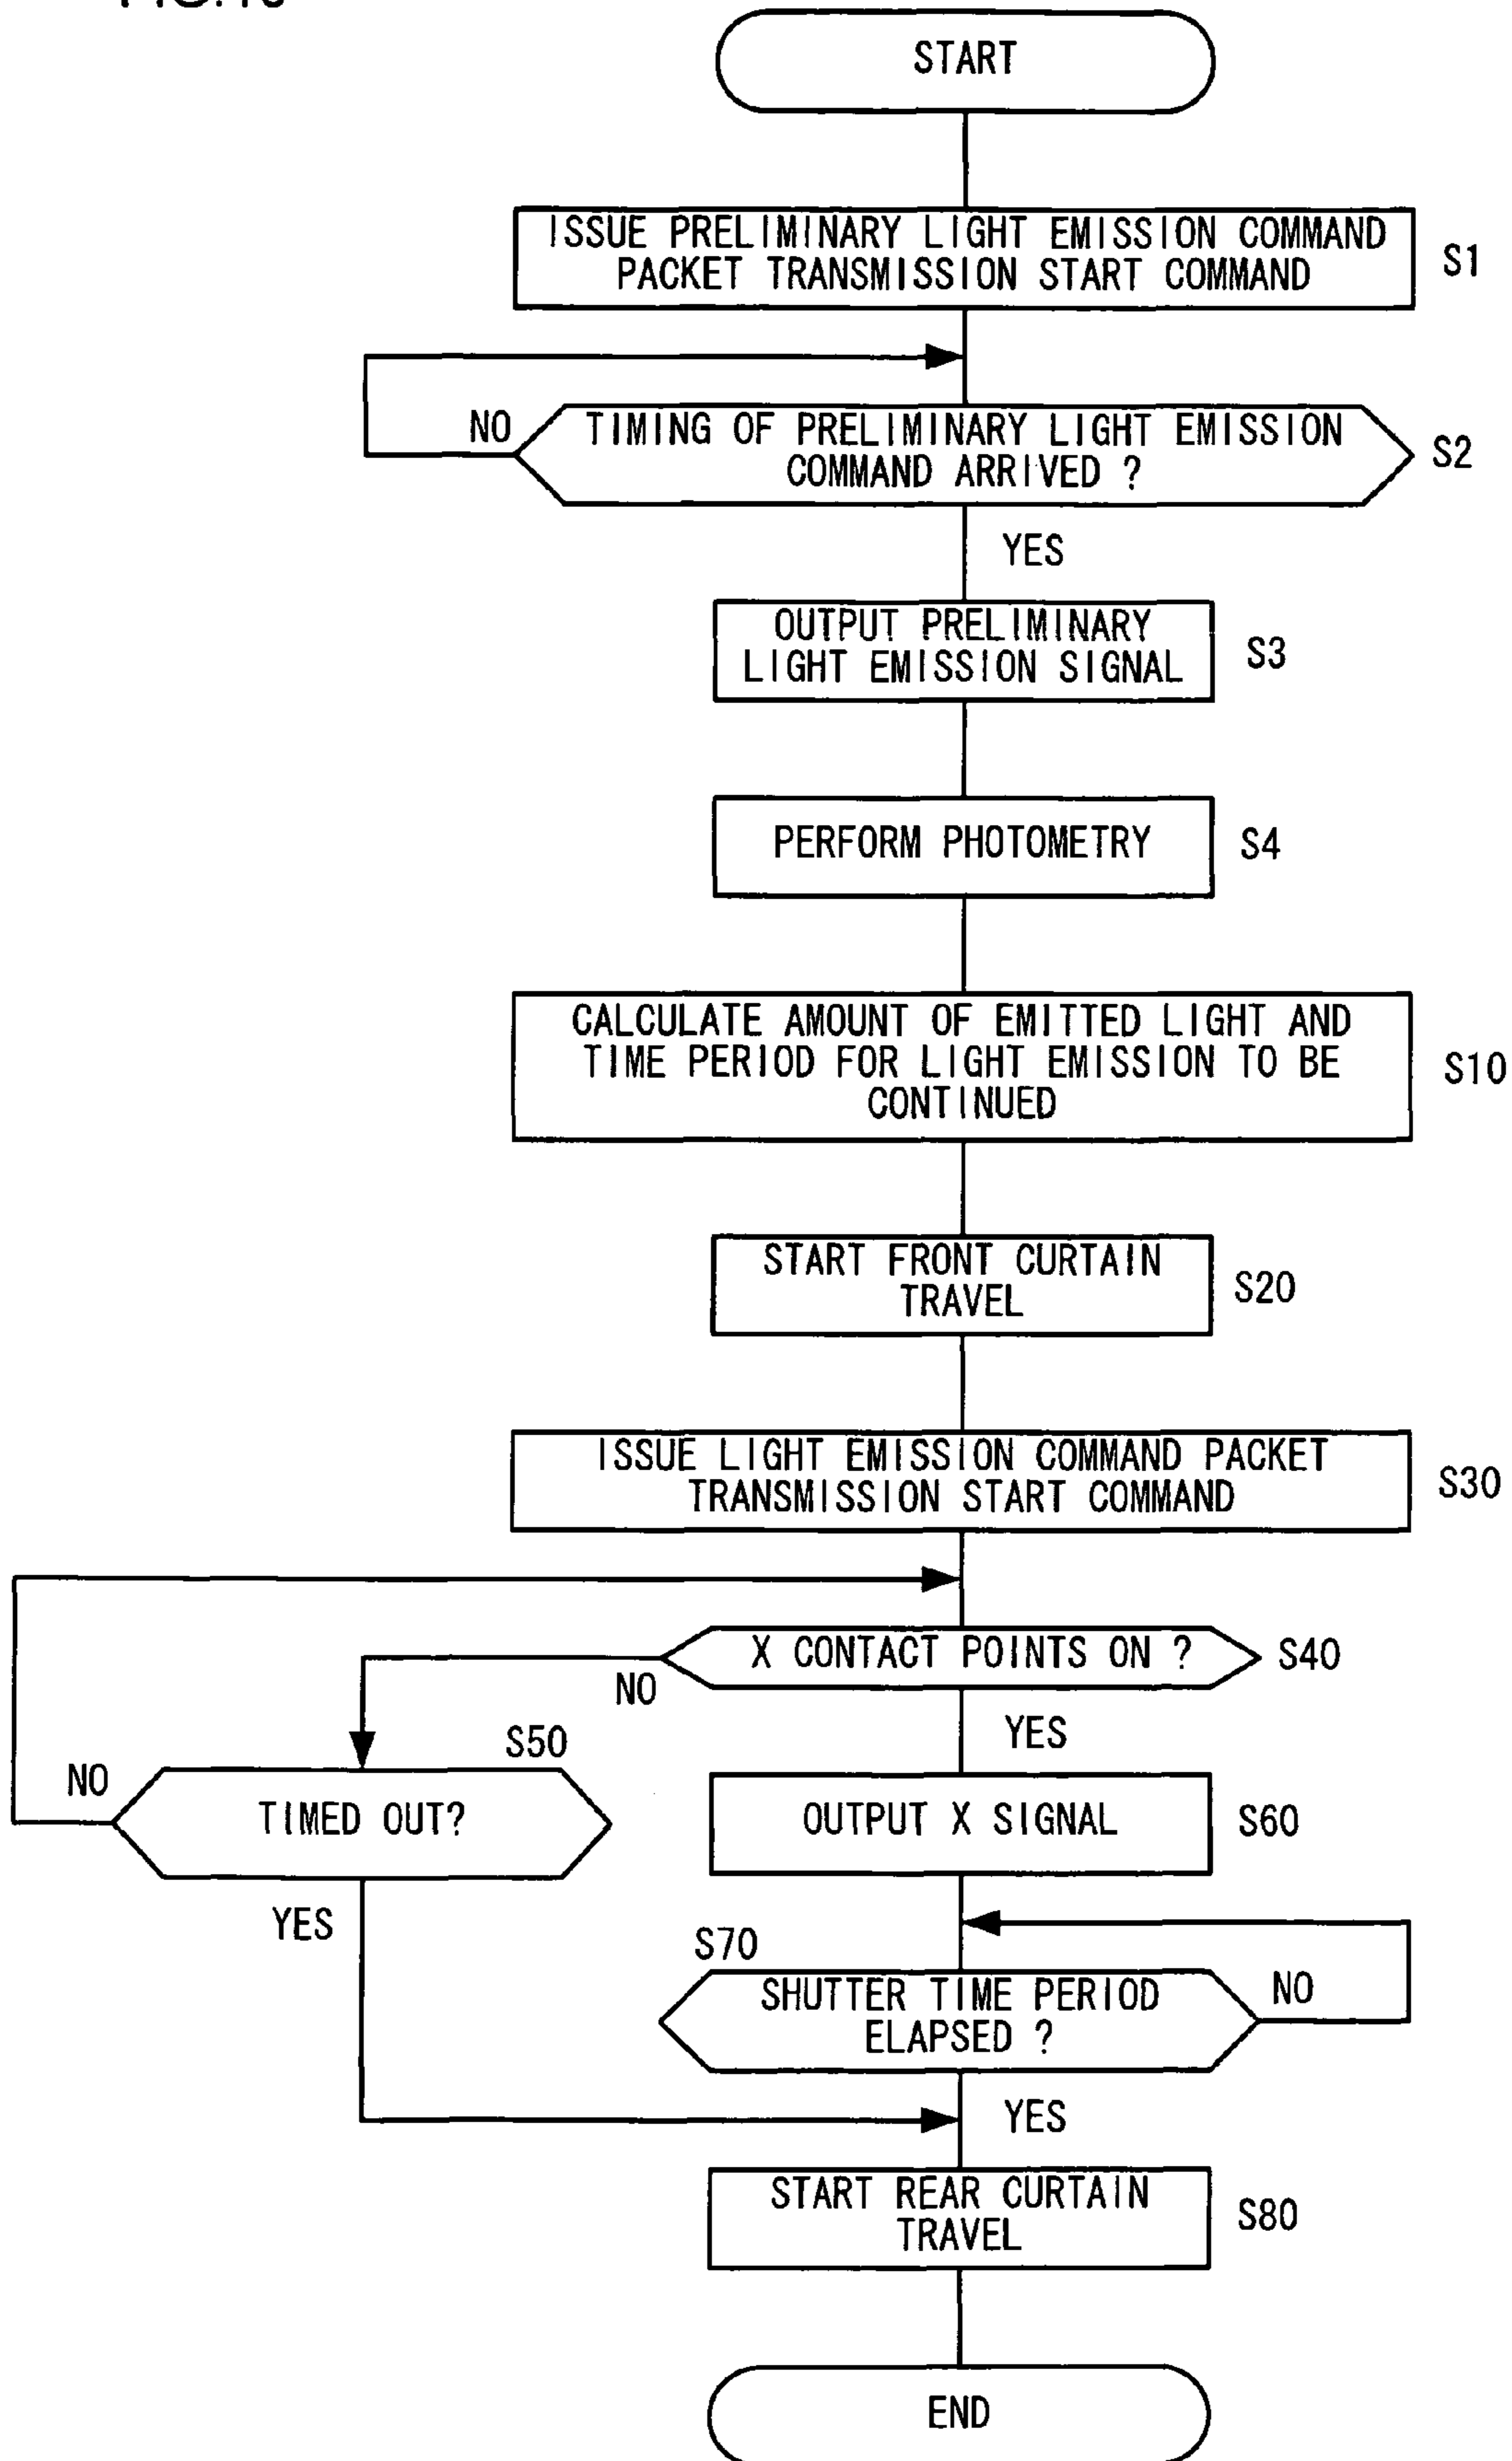 START
ISSUE PRELIMINARY LIGHT EMISSION COMMAND
PACKET TRANSMISSION START COMMAND
S1
NO
TIMING OF PRELIMINARY LIGHT EMISSION
COMMAND ARRIVED ?
S2
YES
OUTPUT PRELIMINARY
LIGHT EMISSION SIGNAL
S3
PERFORM PHOTOMETRY
S4
CALCULATE AMOUNT OF EMITTED LIGHT AND
TIME PERIOD FOR LIGHT EMISSION TO BE
CONTINUED
S10
START FRONT CURTAIN
TRAVEL
S20
ISSUE LIGHT EMISSION COMMAND PACKET
TRANSMISSION START COMMAND
S30
X CONTACT POINTS ON ?
S40
NO
YES
S50
NO
TIMED OUT?
OUTPUT X SIGNAL
S60
YES
S70
SHUTTER TIME PERIOD
ELAPSED ?
NO
YES
START REAR CURTAIN
TRAVEL
S80
END